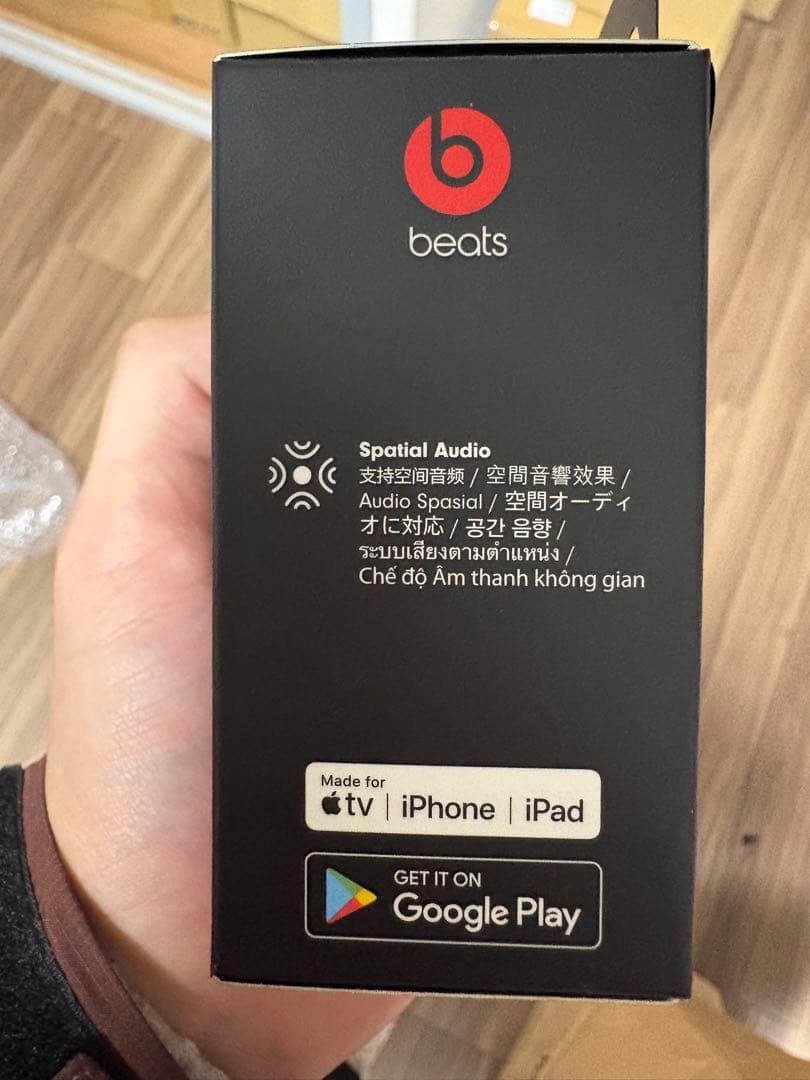 beats
Spatial Audio
支持空间音频 / 空間音響效果 /
Audio Spasial / 空間オーディ
オに対応 / 공간 음향 /
ระบบเสียงตามตำแหน่ง /
Chế độ Âm thanh không gian
Made for
tv | iPhone | iPad
GET IT ON
Google Play